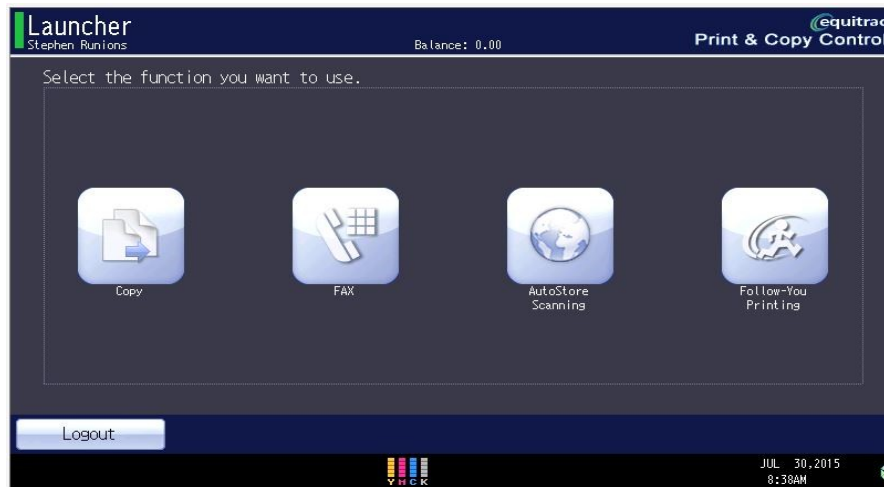 Launcher
Stephen Runions
Balance: 0.00
equitrac
Print & Copy Control
Select the function you want to use.
Copy
FAX
AutoStore
Scanning
Follow-You
Printing
Logout
Y M C K
JUL 30,2015
8:38AM